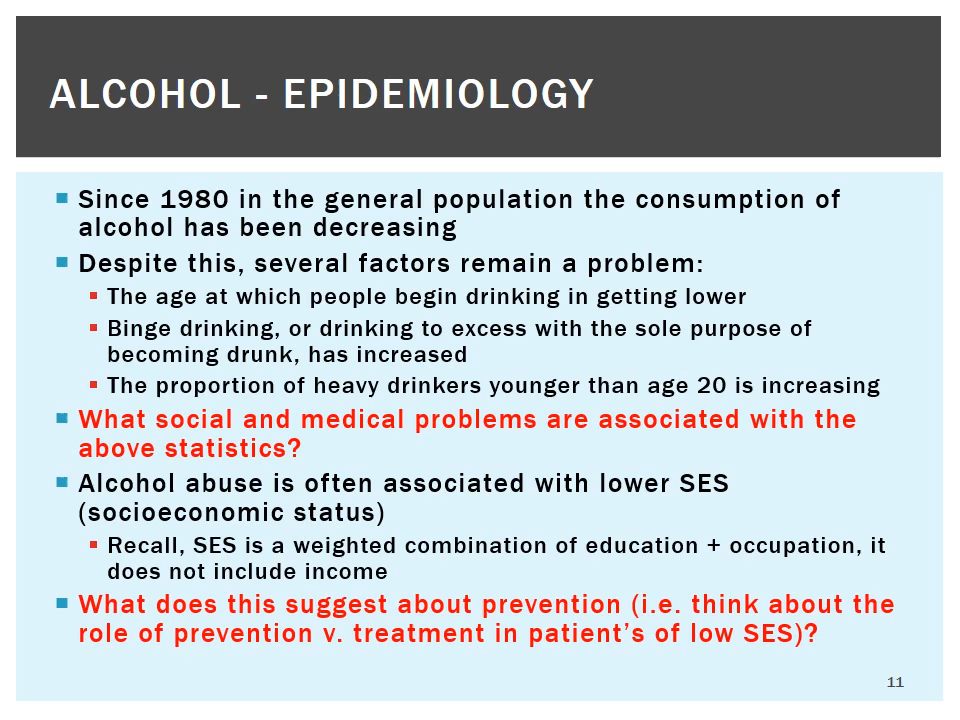 ALCOHOL - EPIDEMIOLOGY
Since 1980 in the general population the consumption of
alcohol has been decreasing
Despite this, several factors remain a problem:
The age at which people begin drinking in getting lower
Binge drinking, or drinking to excess with the sole purpose of
becoming drunk, has increased
The proportion of heavy drinkers younger than age 20 is increasing
What social and medical problems are associated with the
above statistics?
Alcohol abuse is often associated with lower SES
(socioeconomic status)
Recall, SES is a weighted combination of education + occupation, it
does not include income
What does this suggest about prevention (i.e. think about the
role of prevention v. treatment in patient's of low SES)?
11